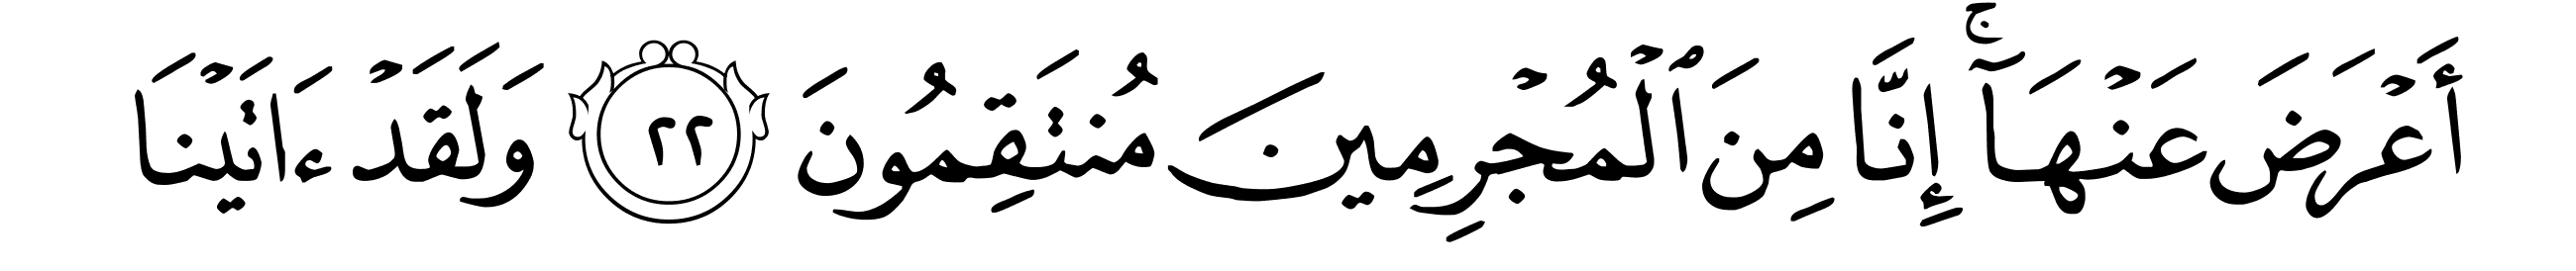 أَعْرَضَ عَنْهَآ ۚ إِنَّا مِنَ ٱلْمُجْرِمِينَ مُنتَقِمُونَ ٢٢ وَلَقَدْ ءَاتَيْنَا